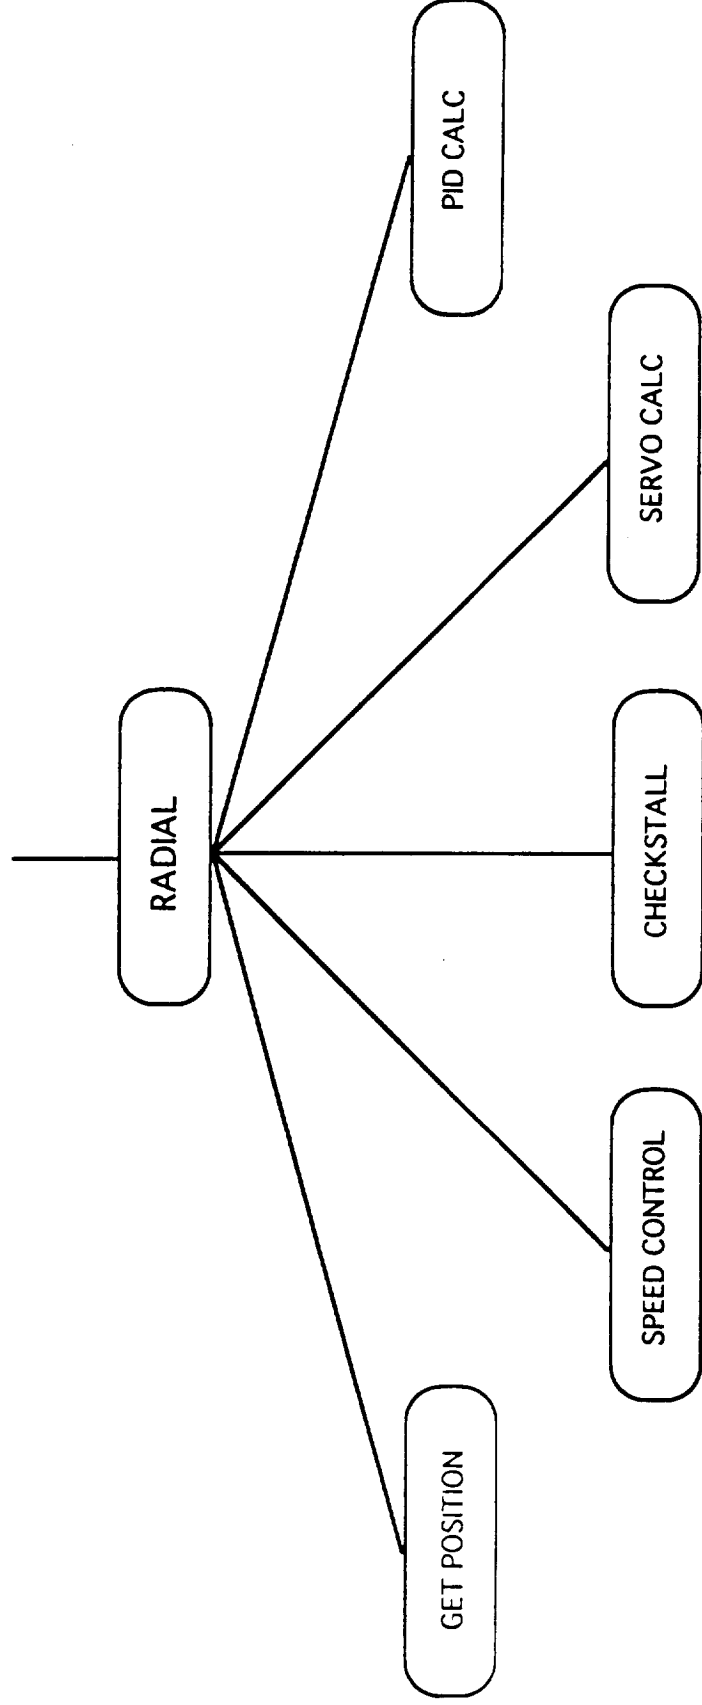 RADIAL
GET POSITION
SPEED CONTROL
CHECKSTALL
SERVO CALC
PID CALC